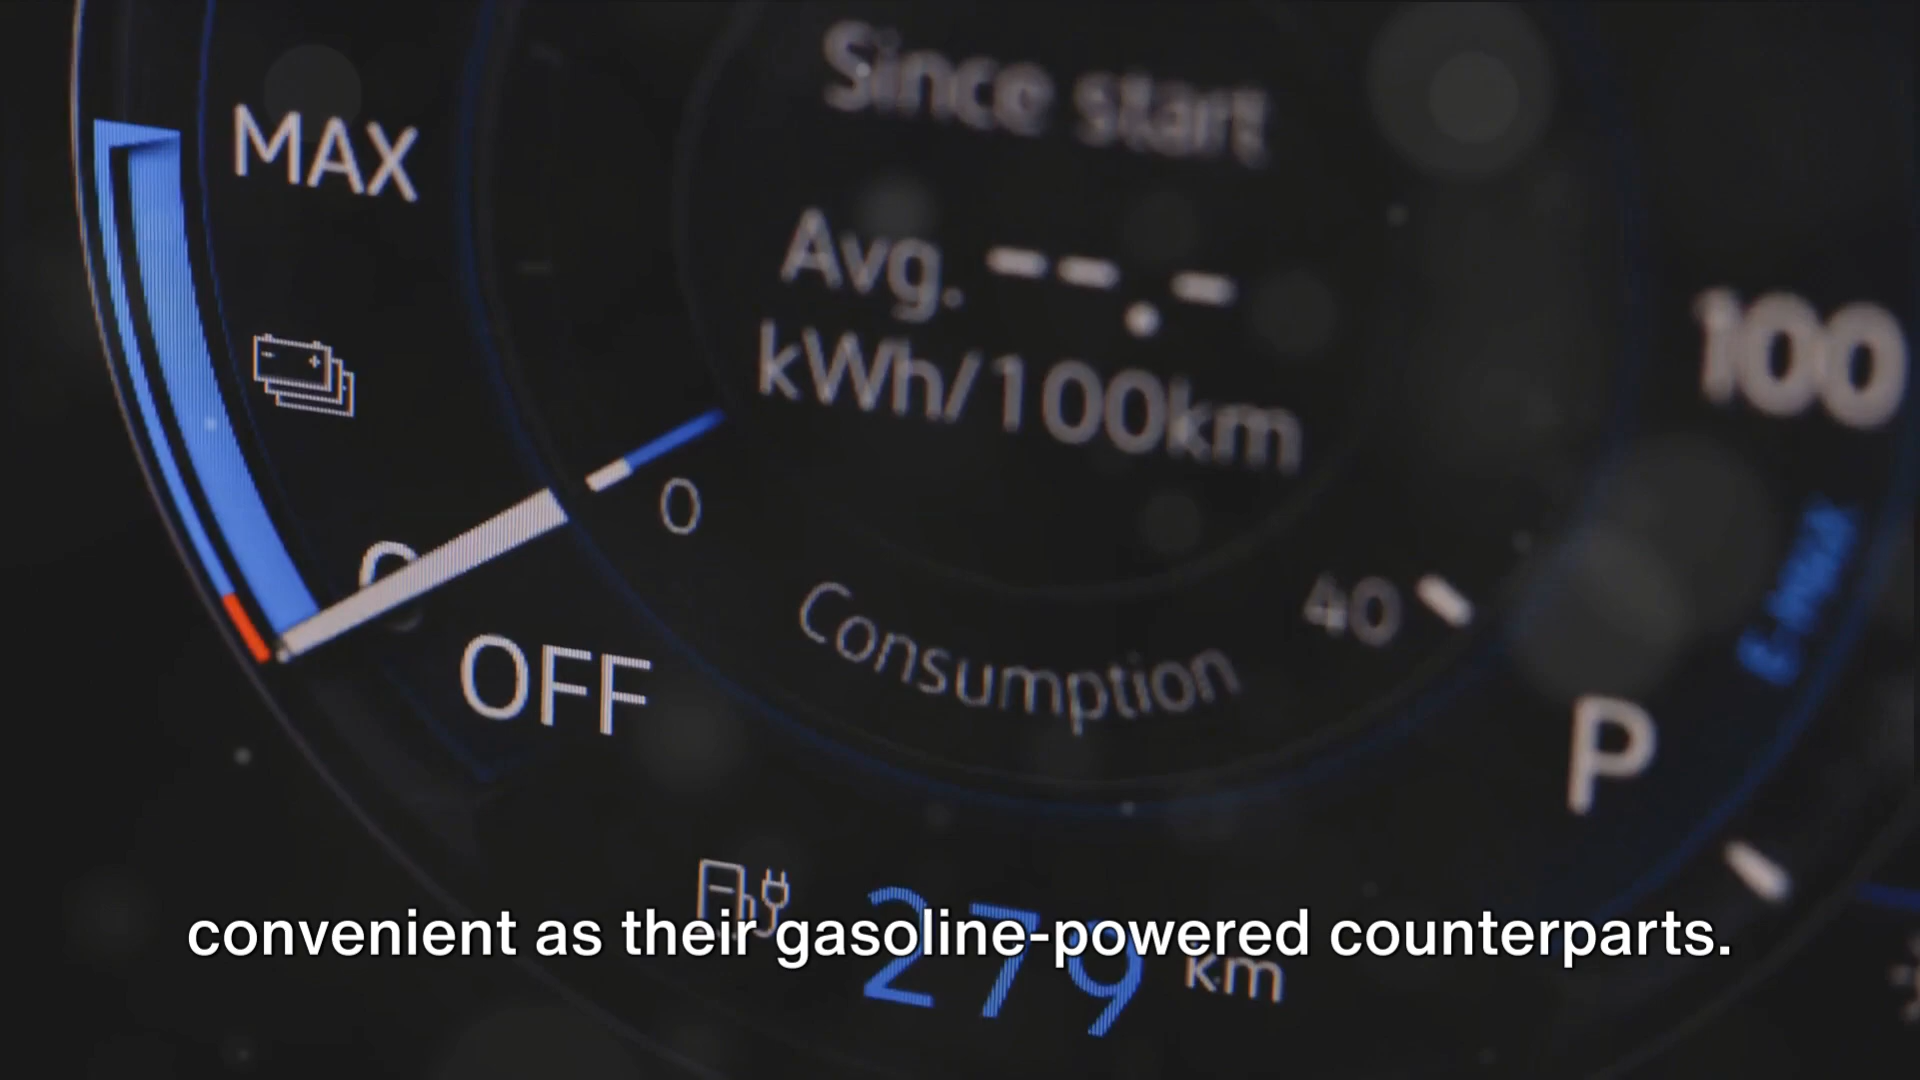 Since start
MAX
Avg. --.-
kWh/100km
100
0
0
40
Consumption
OFF
P
279 km
convenient as their gasoline-powered counterparts.